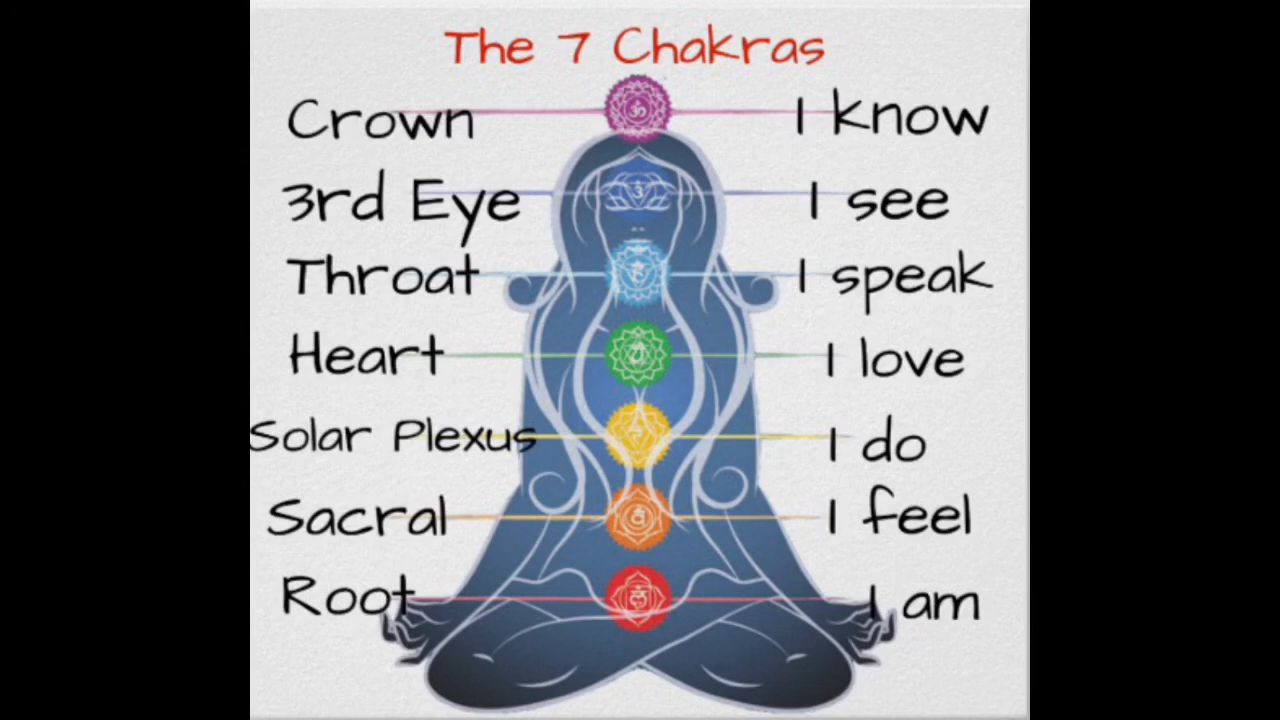 The 7 Chakras
Crown I know
3rd Eye I see
Throat I speak
Heart I love
Solar Plexus I do
Sacral I feel
Root I am